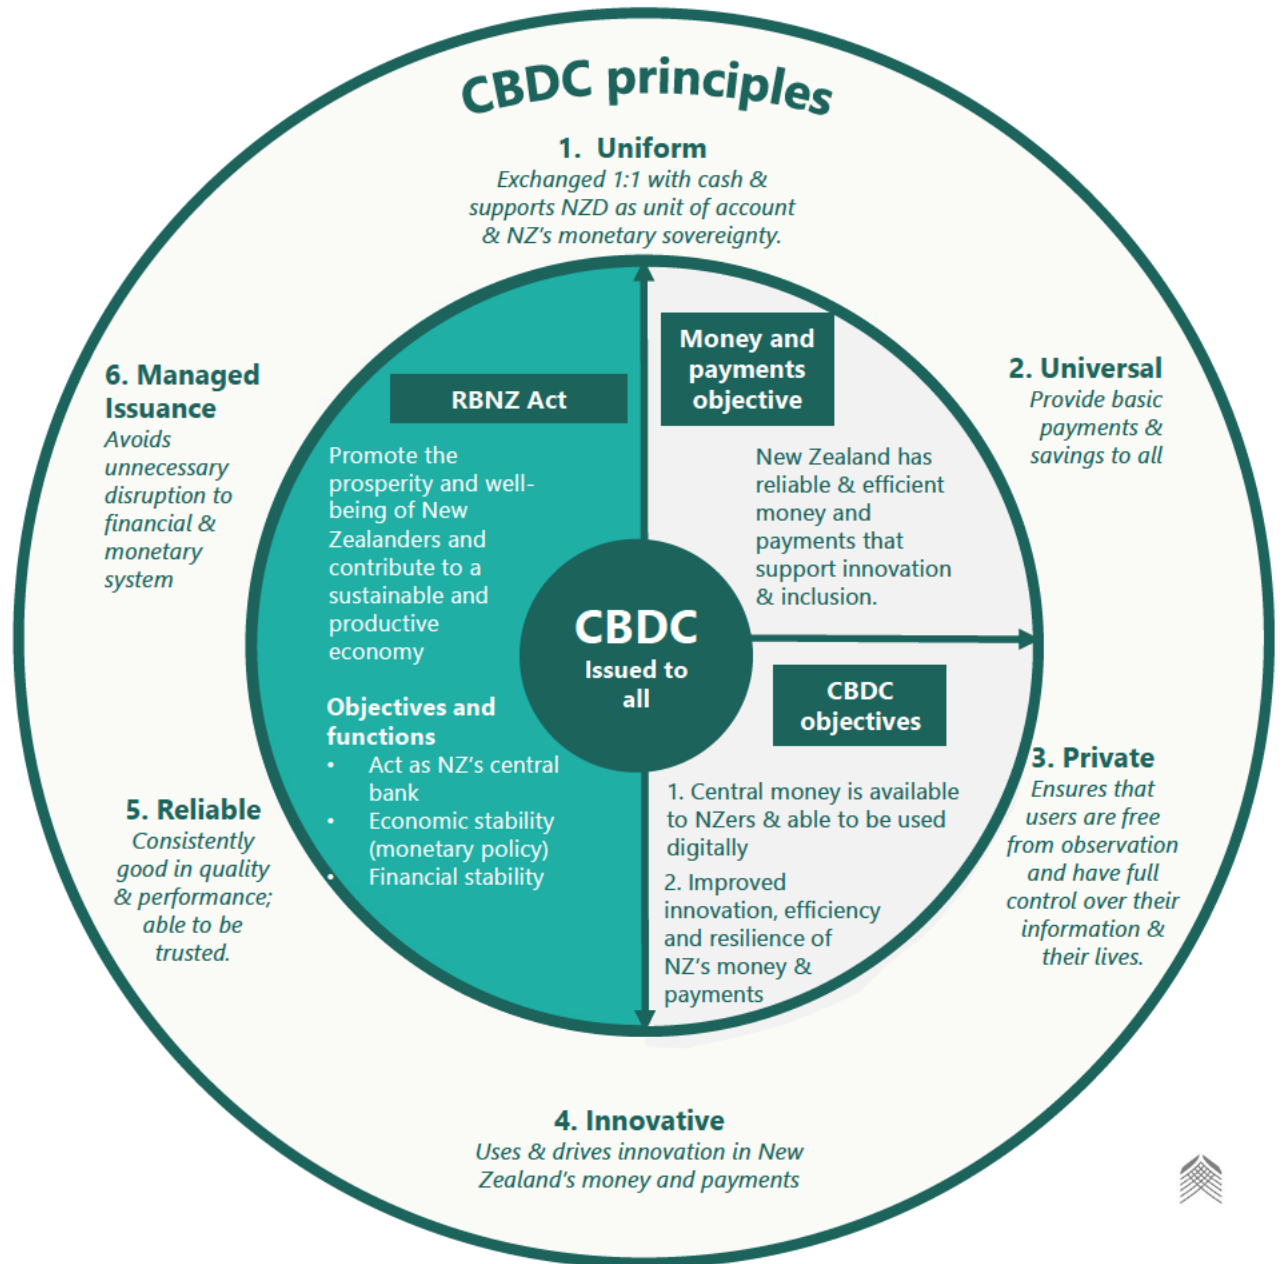 CBDC principles
1. Uniform
Exchanged 1:1 with cash &
supports NZD as unit of account
& NZ's monetary sovereignty.
2. Universal
Provide basic
payments &
savings to all
3. Private
Ensures that
users are free
from observation
and have full
control over their
information &
their lives.
4. Innovative
Uses & drives innovation in New
Zealand's money and payments
5. Reliable
Consistently
good in quality
& performance;
able to be
trusted.
6. Managed
Issuance
Avoids
unnecessary
disruption to
financial &
monetary
system
RBNZ Act
Promote the
prosperity and well-
being of New
Zealanders and
contribute to a
sustainable and
productive
economy
Objectives and
functions
• Act as NZ's central
bank
• Economic stability
(monetary policy)
• Financial stability
Money and
payments
objective
New Zealand has
reliable & efficient
money and
payments that
support innovation
& inclusion.
CBDC
Issued to
all
CBDC
objectives
1. Central money is available
to NZers & able to be used
digitally
2. Improved
innovation, efficiency
and resilience of
NZ's money &
payments